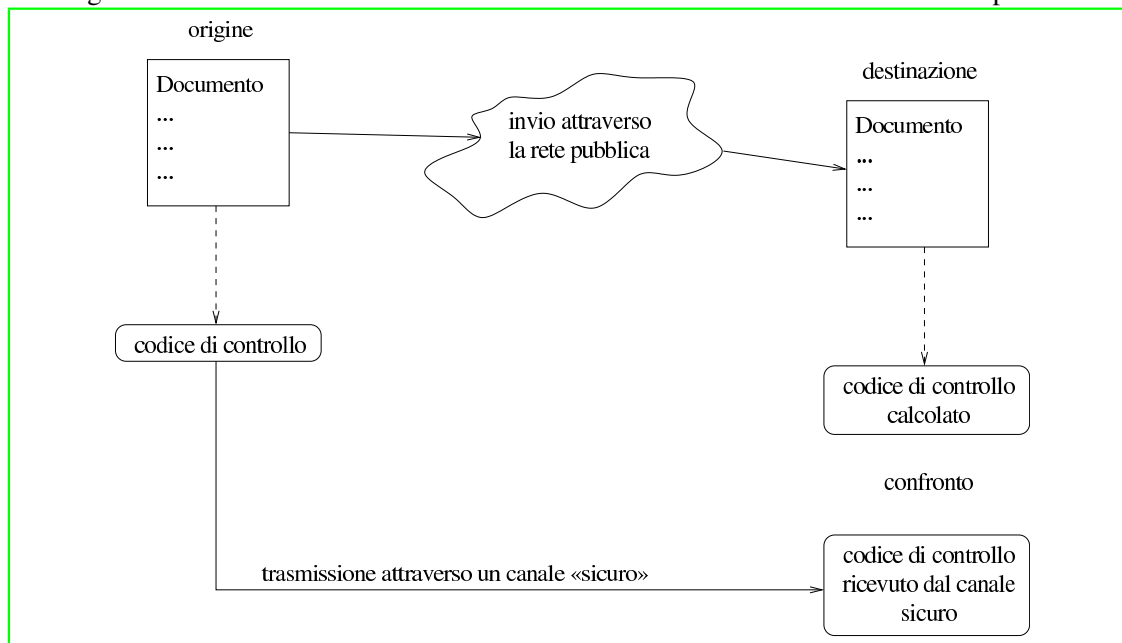 origine
Documento
...
...
...
invio attraverso
la rete pubblica
destinazione
Documento
...
...
...
codice di controllo
codice di controllo
calcolato
confronto
trasmissione attraverso un canale «sicuro»
codice di controllo
ricevuto dal canale
sicuro